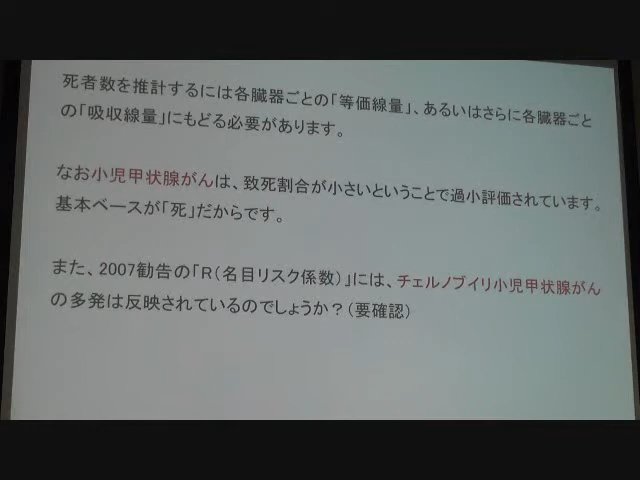 死者数を推計するには各臓器ごとの「等価線量」、あるいはさらに各臓器ごと
の「吸収線量」にもどる必要があります。
なお小児甲状腺がんは、致死割合が小さいということで過小評価されています。
基本ベースが「死」だからです。
また、2007勧告の「R(名目リスク係数)」には、チェルノブイリ小児甲状腺がん
の多発は反映されているのでしょうか?(要確認)